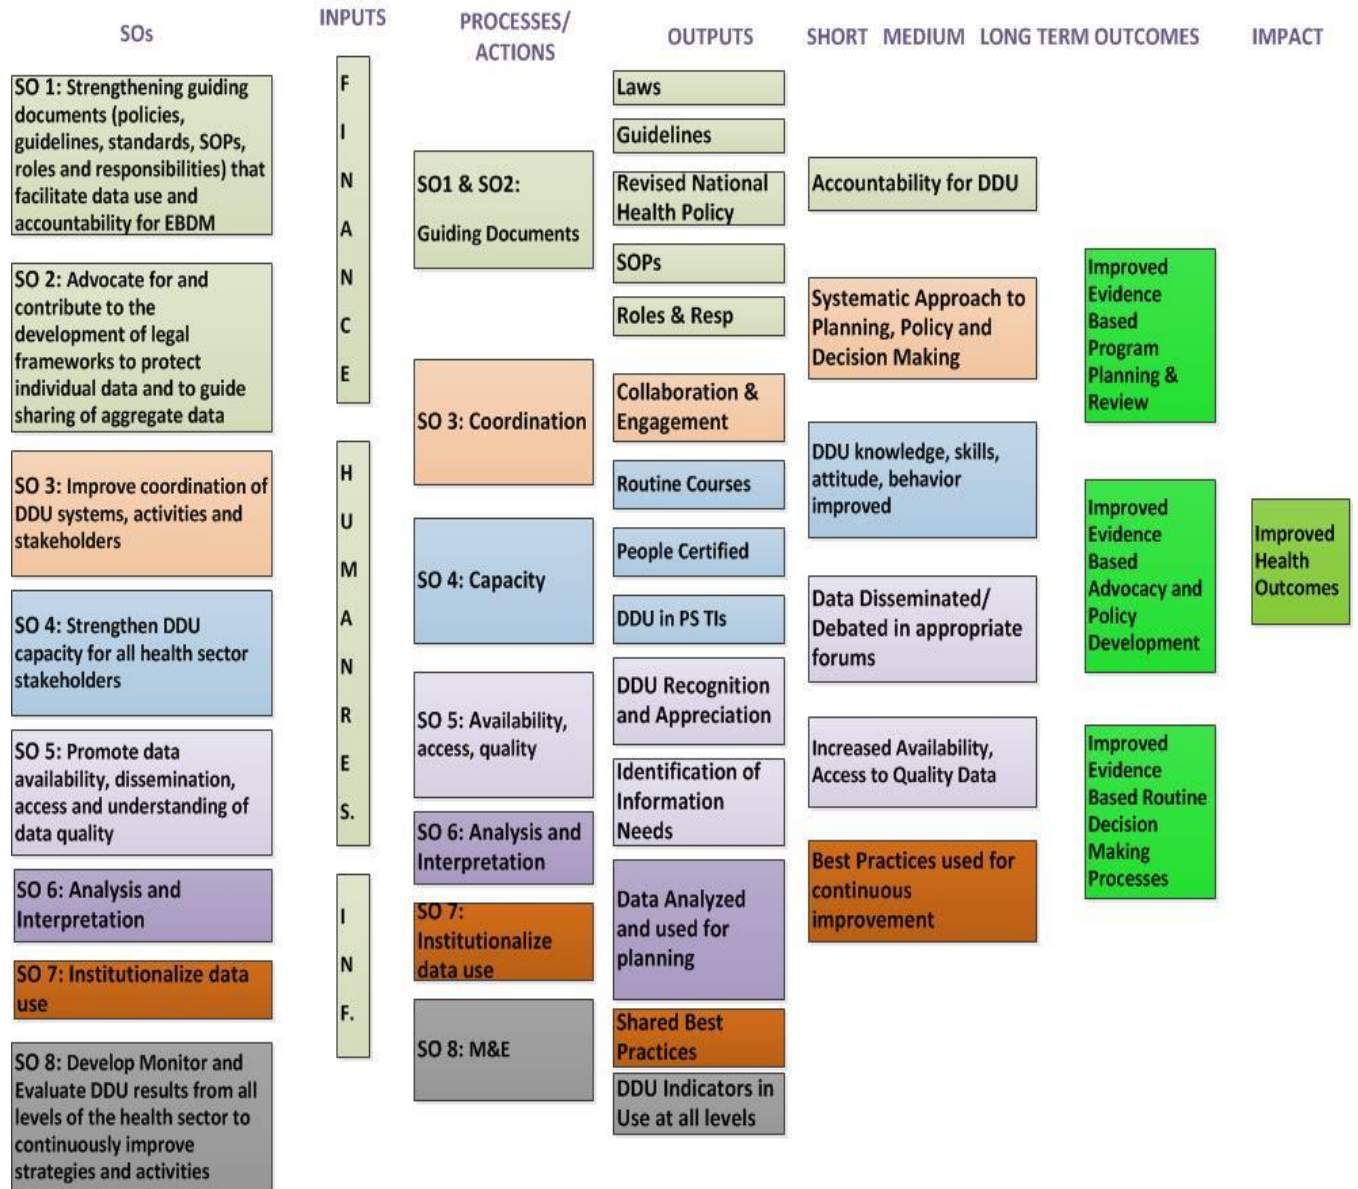 SOs
INPUTS
PROCESSES/
ACTIONS
OUTPUTS
SHORT MEDIUM LONG TERM OUTCOMES
IMPACT
SO 1: Strengthening guiding
documents (policies,
guidelines, standards, SOPs,
roles and responsibilities) that
facilitate data use and
accountability for EBDM
SO 2: Advocate for and
contribute to the
development of legal
frameworks to protect
individual data and to guide
sharing of aggregate data
SO 3: Improve coordination of
DDU systems, activities and
stakeholders
SO 4: Strengthen DDU
capacity for all health sector
stakeholders
SO 5: Promote data
availability, dissemination,
access and understanding of
data quality
SO 6: Analysis and
Interpretation
SO 7: Institutionalize data
use
SO 8: Develop Monitor and
Evaluate DDU results from all
levels of the health sector to
continuously improve
strategies and activities
F
I
N
A
N
C
E
H
U
M
A
N
R
E
S.
I
N
F.
SO1 & SO2:
Guiding Documents
SO 3: Coordination
SO 4: Capacity
SO 5: Availability,
access, quality
SO 6: Analysis and
Interpretation
SO 7:
Institutionalize
data use
SO 8: M&E
Laws
Guidelines
Revised National
Health Policy
SOPs
Roles & Resp
Collaboration &
Engagement
Routine Courses
People Certified
DDU in PS TIs
DDU Recognition
and Appreciation
Identification of
Information
Needs
Data Analyzed
and used for
planning
Shared Best
Practices
DDU Indicators in
Use at all levels
Accountability for DDU
Systematic Approach to
Planning, Policy and
Decision Making
DDU knowledge, skills,
attitude, behavior
improved
Data Disseminated/
Debated in appropriate
forums
Increased Availability,
Access to Quality Data
Best Practices used for
continuous
improvement
Improved
Evidence
Based
Program
Planning &
Review
Improved
Evidence
Based
Advocacy and
Policy
Development
Improved
Evidence
Based Routine
Decision
Making
Processes
Improved
Health
Outcomes